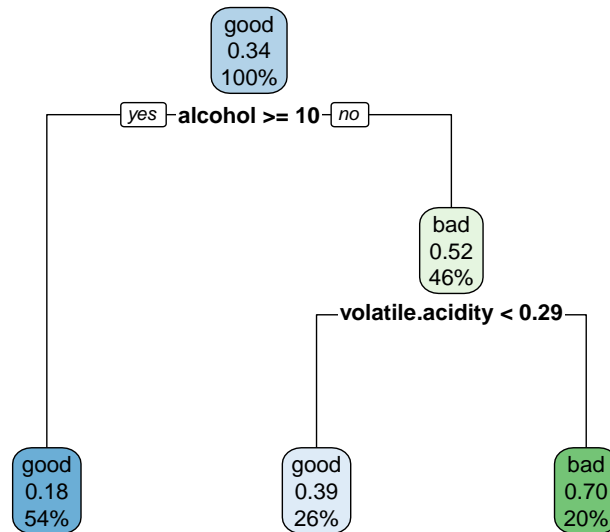 good
0.34
100%
yes alcohol >= 10 no
bad
0.52
46%
volatile.acidity < 0.29
good
0.18
54%
good
0.39
26%
bad
0.70
20%